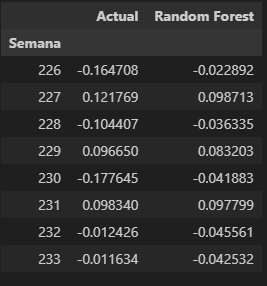 Actual Random Forest
Semana
226 -0.164708 -0.022892
227 0.121769 0.098713
228 -0.104407 -0.036335
229 0.096650 0.083203
230 -0.177645 -0.041883
231 0.098340 0.097799
232 -0.012426 -0.045561
233 -0.011634 -0.042532